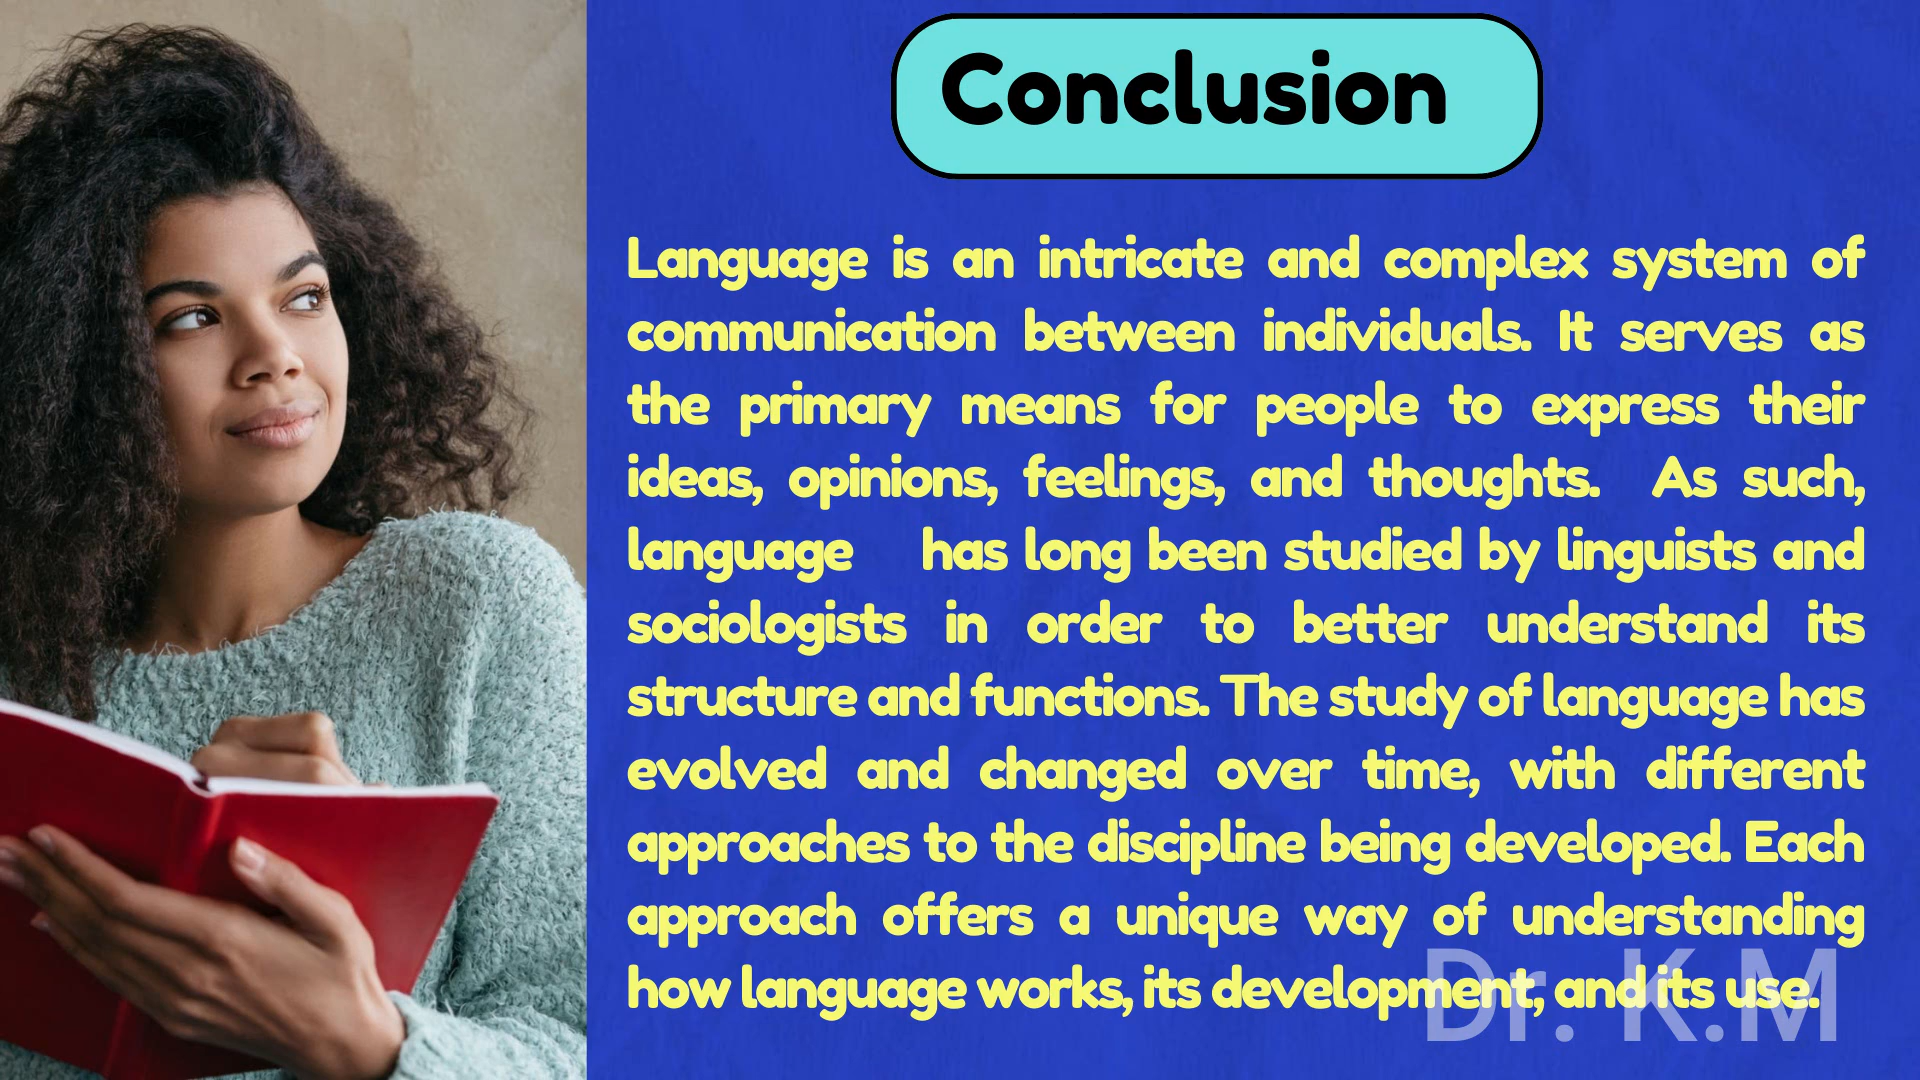 Conclusion
Language is an intricate and complex system of
communication between individuals. It serves as
the primary means for people to express their
ideas, opinions, feelings, and thoughts. As such,
language has long been studied by linguists and
sociologists in order to better understand its
structure and functions. The study of language has
evolved and changed over time, with different
approaches to the discipline being developed. Each
approach offers a unique way of understanding
how language works, its development, and its use.
Dr. K.M